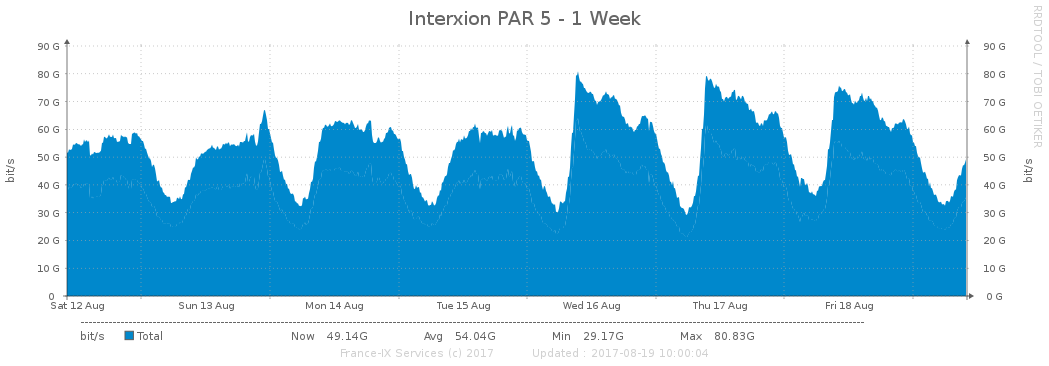 Interxion PAR 5 - 1 Week
RRDTOOL / TOBI OETIKER
90 G 90 G
80 G 80 G
70 G 70 G
60 G 60 G
50 G 50 G
40 G 40 G
30 G 30 G
20 G 20 G
10 G 10 G
0 0 G
bit/s
bit/s
Sat 12 Aug Sun 13 Aug Mon 14 Aug Tue 15 Aug Wed 16 Aug Thu 17 Aug Fri 18 Aug
bit/s Total Now 49.14G Avg 54.04G Min 29.17G Max 80.83G
France-IX Services (c) 2017 Updated : 2017-08-19 10:00:04